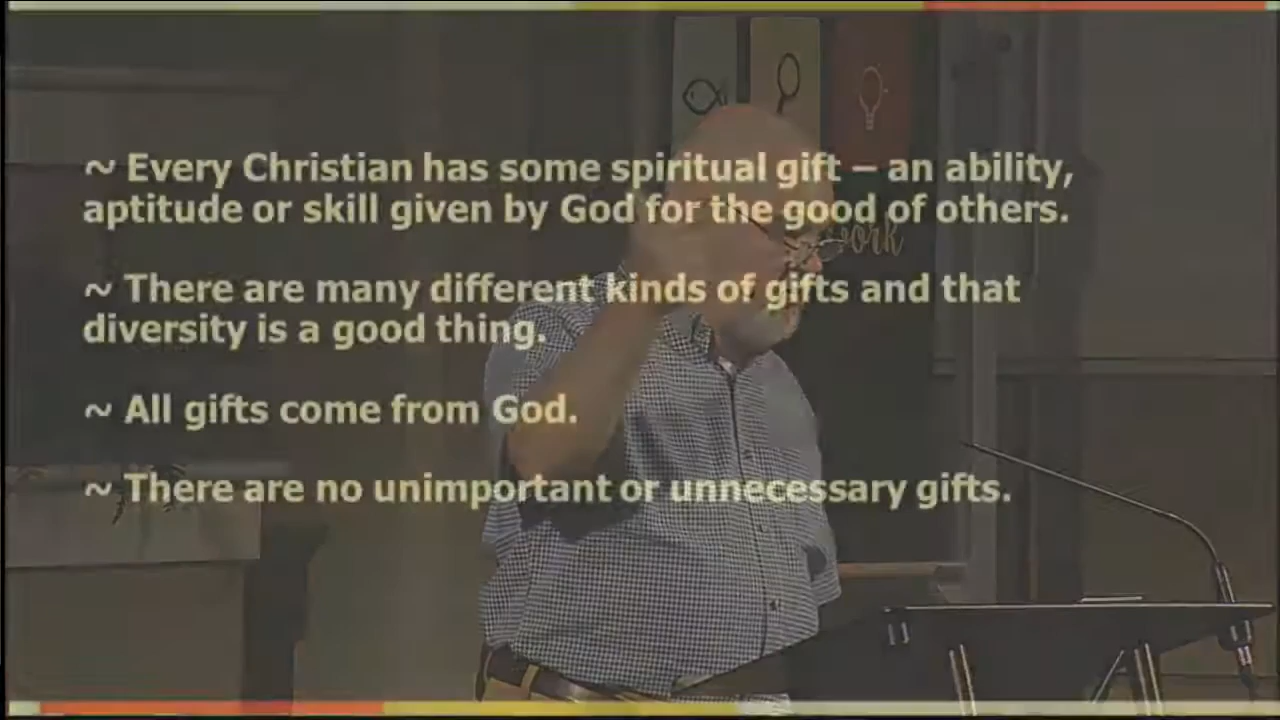 ~ Every Christian has some spiritual gift – an ability,
aptitude or skill given by God for the good of others.
~ There are many different kinds of gifts and that
diversity is a good thing.
~ All gifts come from God.
~ There are no unimportant or unnecessary gifts.
work